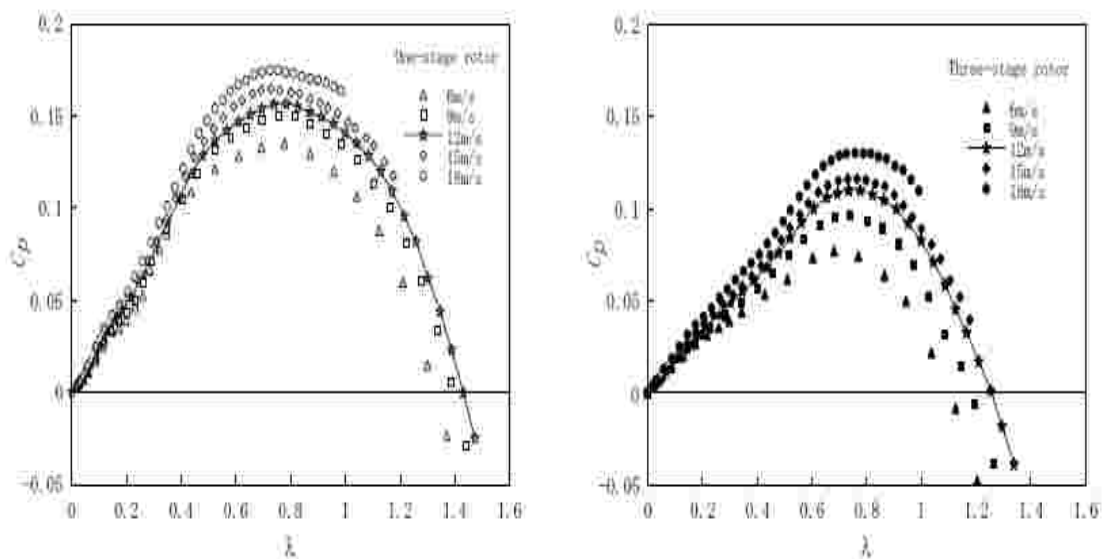 0.2
0.15
0.1
0.05
0
-0.05
Cp
One-stage rotor
6m/s
9m/s
12m/s
15m/s
18m/s
0 0.2 0.4 0.6 0.8 1 1.2 1.4 1.6
λ
0.2
0.15
0.1
0.05
0
-0.05
Cp
Three-stage rotor
6m/s
9m/s
12m/s
15m/s
18m/s
0 0.2 0.4 0.6 0.8 1 1.2 1.4 1.6
λ